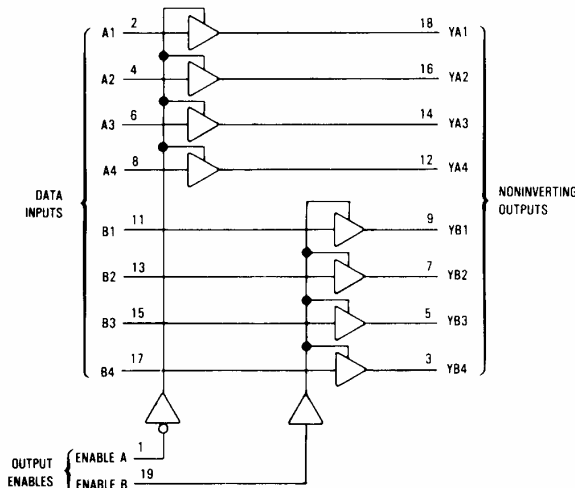 A1 2 18 YA1
A2 4 16 YA2
A3 6 14 YA3
A4 8 12 YA4
DATA INPUTS
NONINVERTING OUTPUTS
B1 11 9 YB1
B2 13 7 YB2
B3 15 5 YB3
B4 17 3 YB4
OUTPUT ENABLES
ENABLE A 1
ENABLE B 19